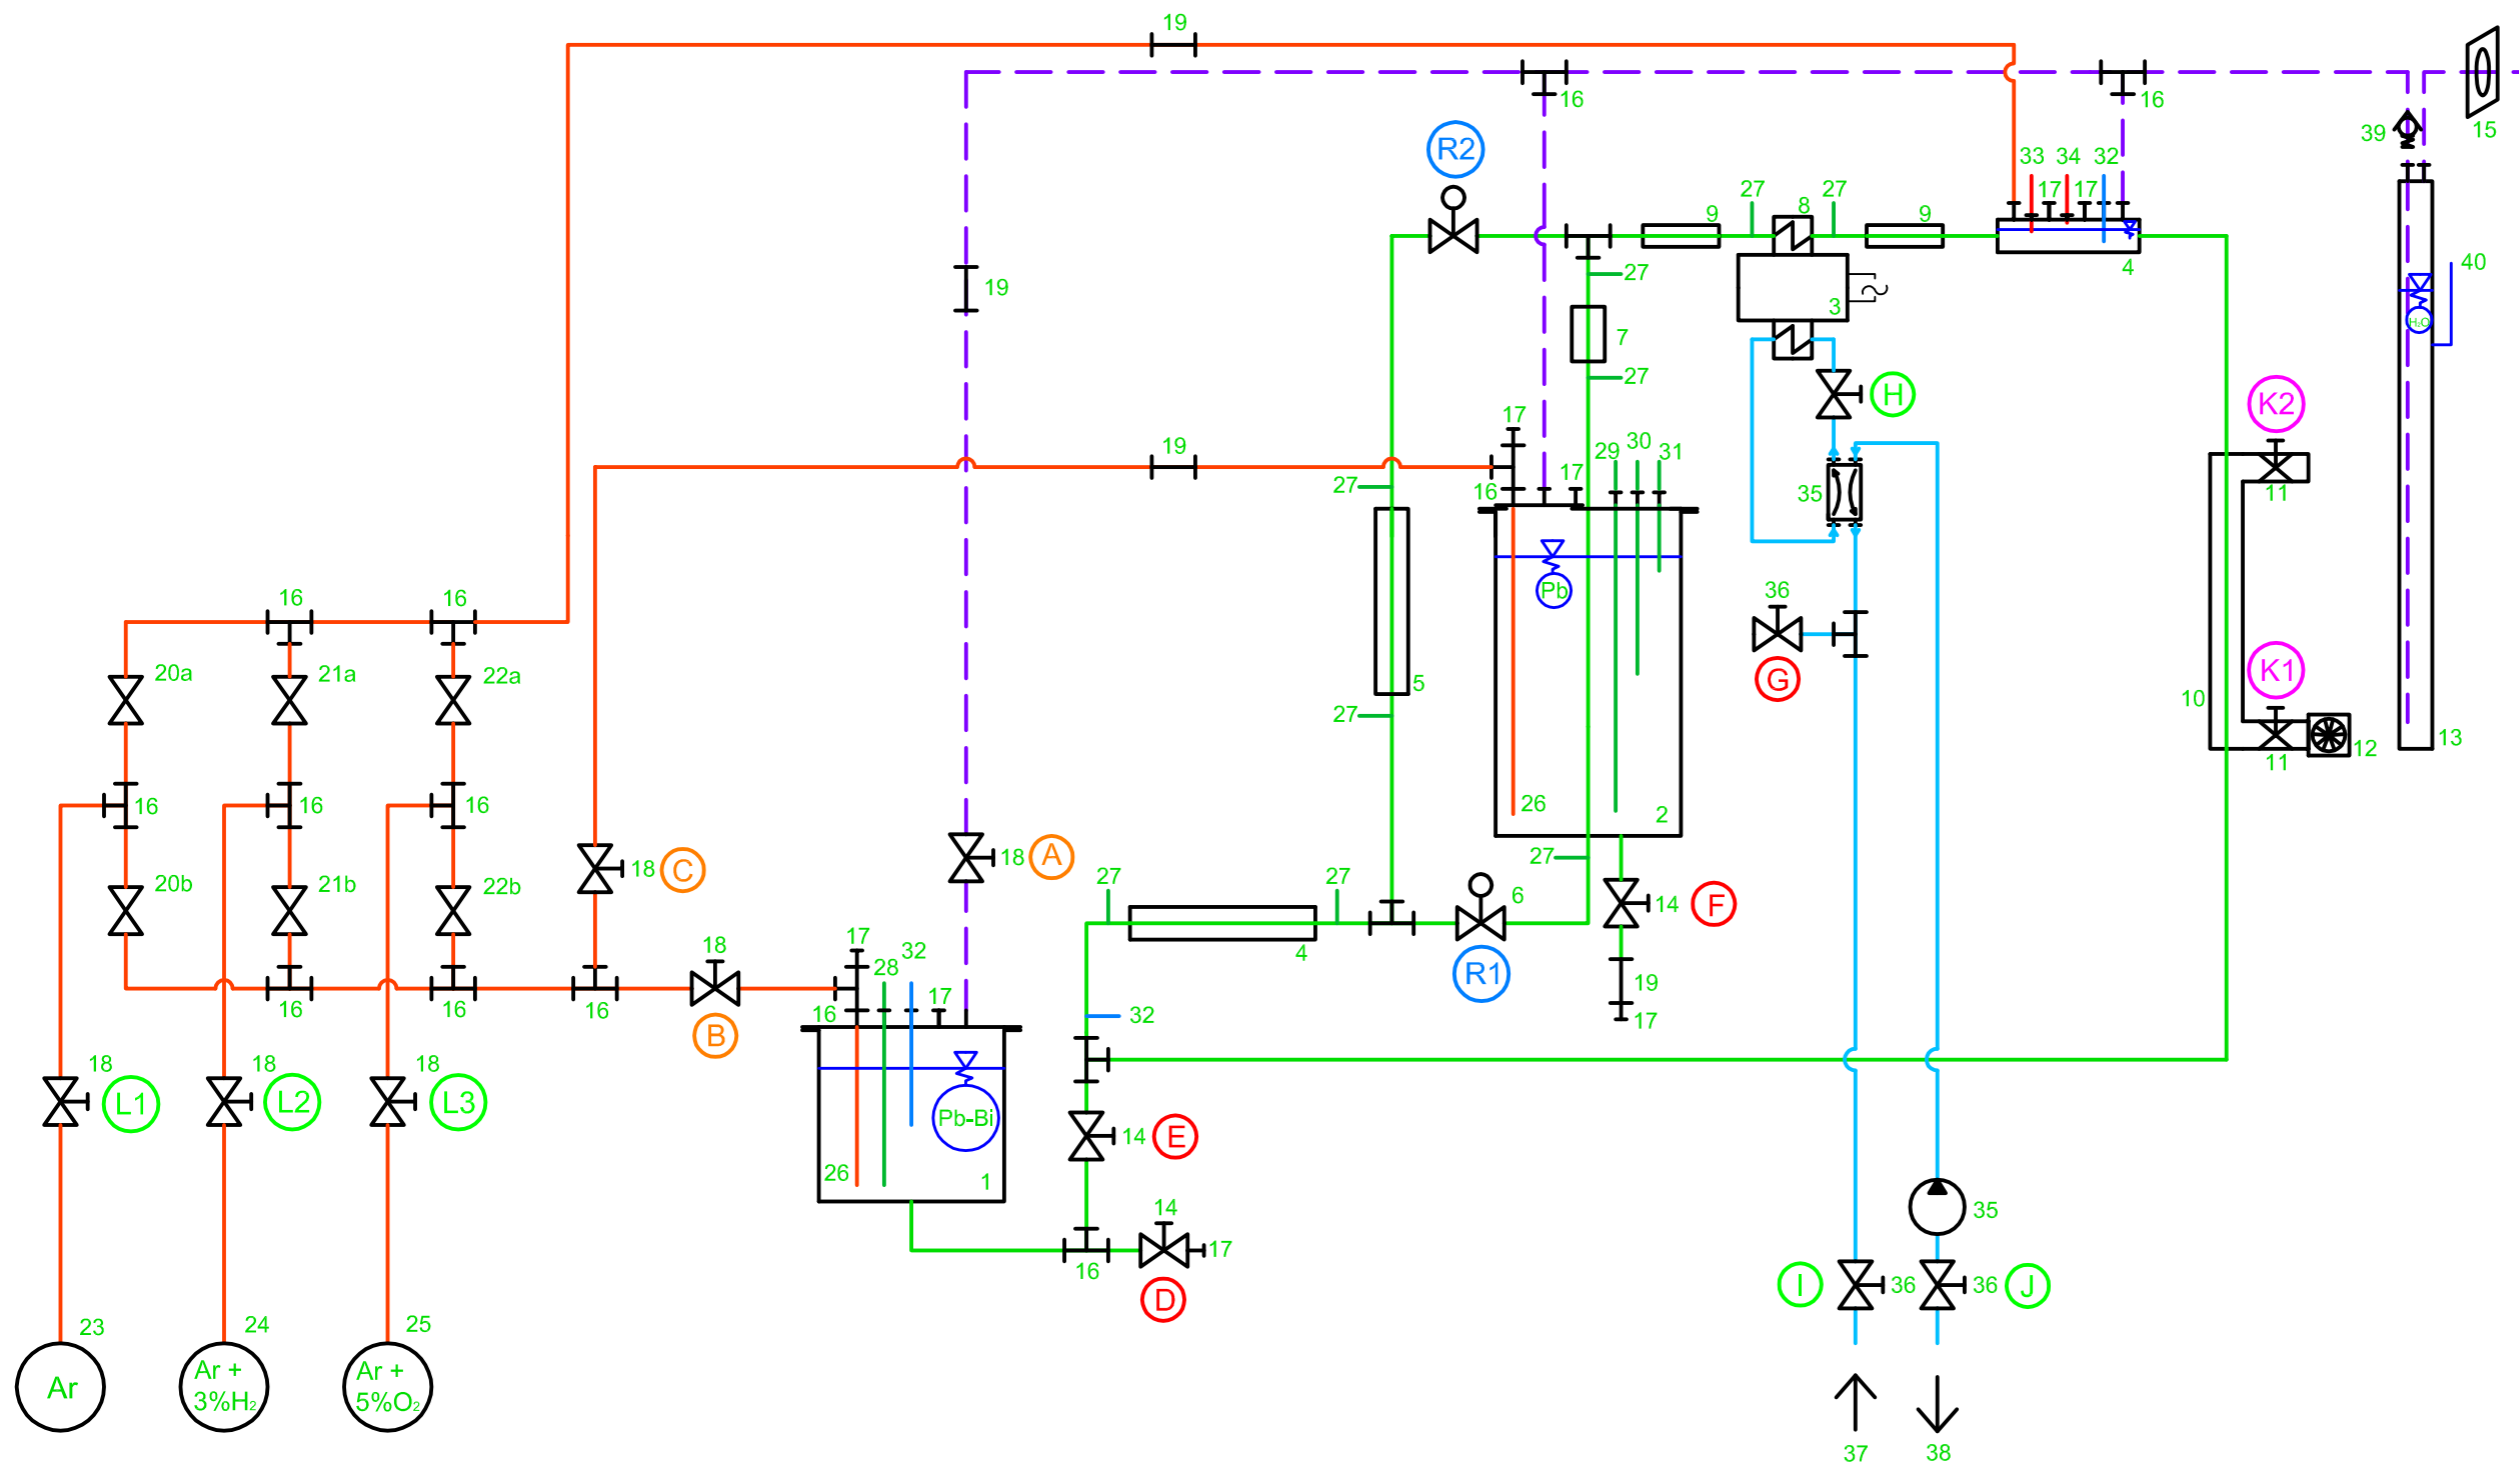 19
16
16
39
15
R2
33
34
32
17
17
27
27
8
9
9
27
4
40
19
3
7
H₂O
27
H
K2
17
19
30
29
31
17
27
16
35
11
Pb
16
16
36
20a
21a
22a
5
G
K1
10
27
13
12
11
16
16
16
26
2
18
C
18
A
27
20b
21b
22b
27
27
6
14
F
4
18
17
32
28
R1
19
17
16
32
17
16
16
16
16
B
18
18
18
L1
L2
L3
Pb-Bi
14
E
26
1
14
35
17
16
D
I
36
36
J
23
24
25
Ar
Ar +
3%H₂
Ar +
5%O₂
37
38